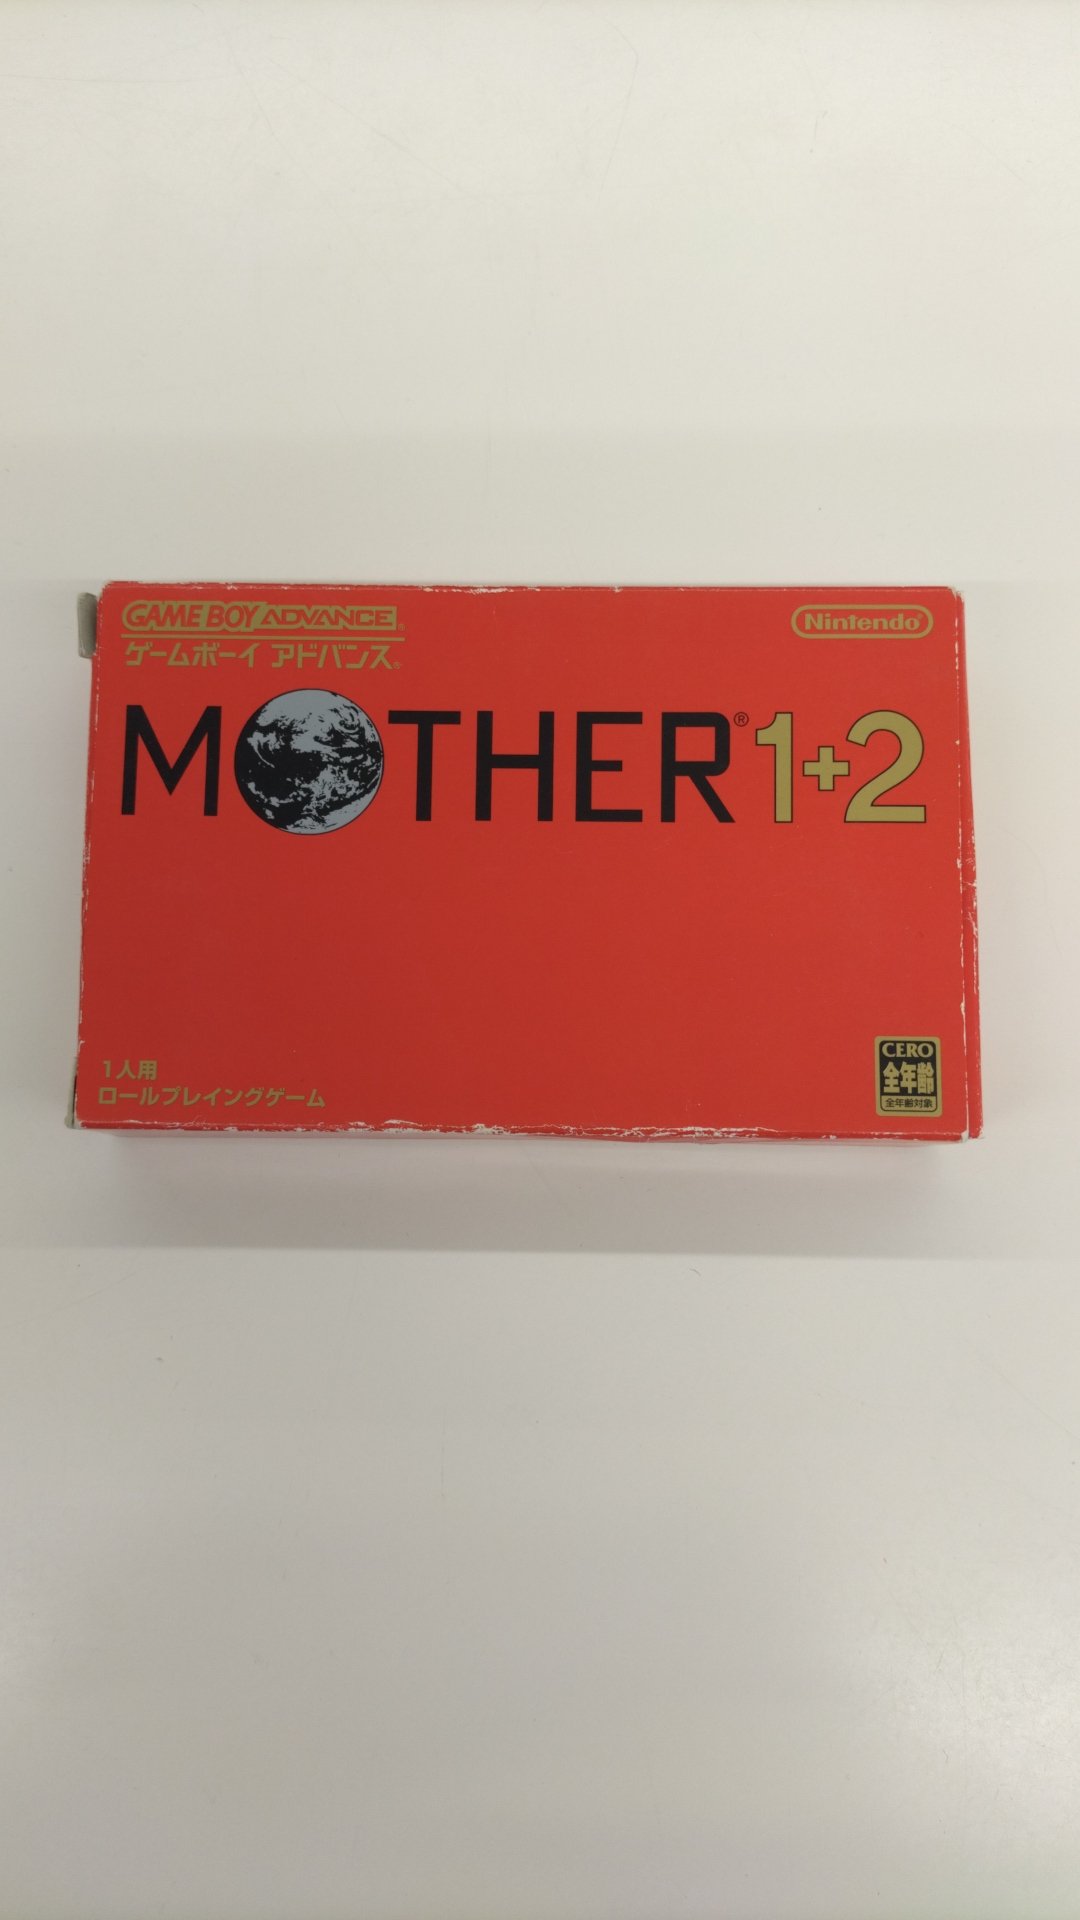 GAME BOY ADVANCE®
Nintendo®
ゲームボーイ アドバンス®
MOTHER® 1+2
1人用
ロールプレイングゲーム
CERO
全年齢
全年齢対象